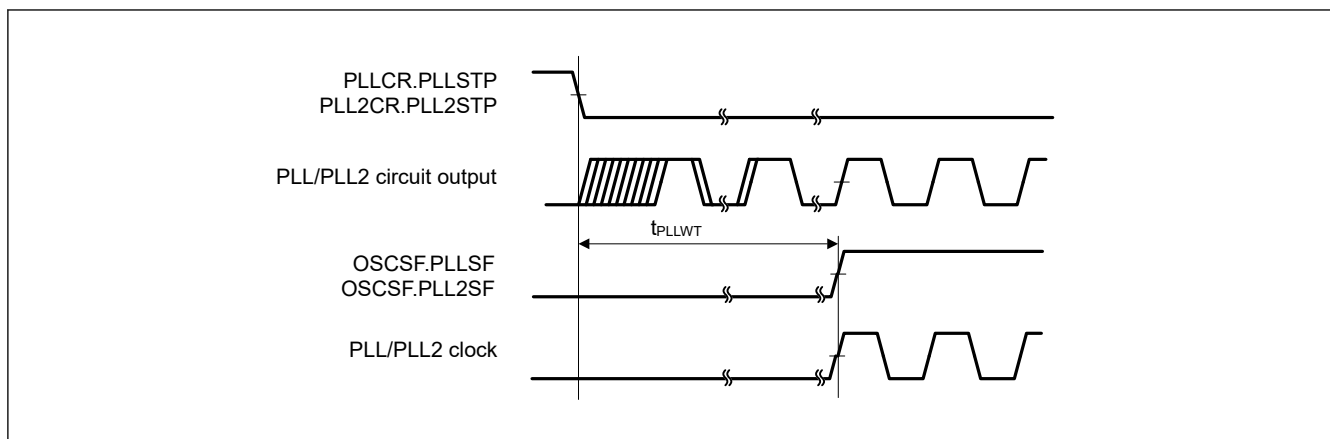 PLLCR.PLLSTP
PLL2CR.PLL2STP
PLL/PLL2 circuit output
tPLLWT
OSCSF.PLLSF
OSCSF.PLL2SF
PLL/PLL2 clock